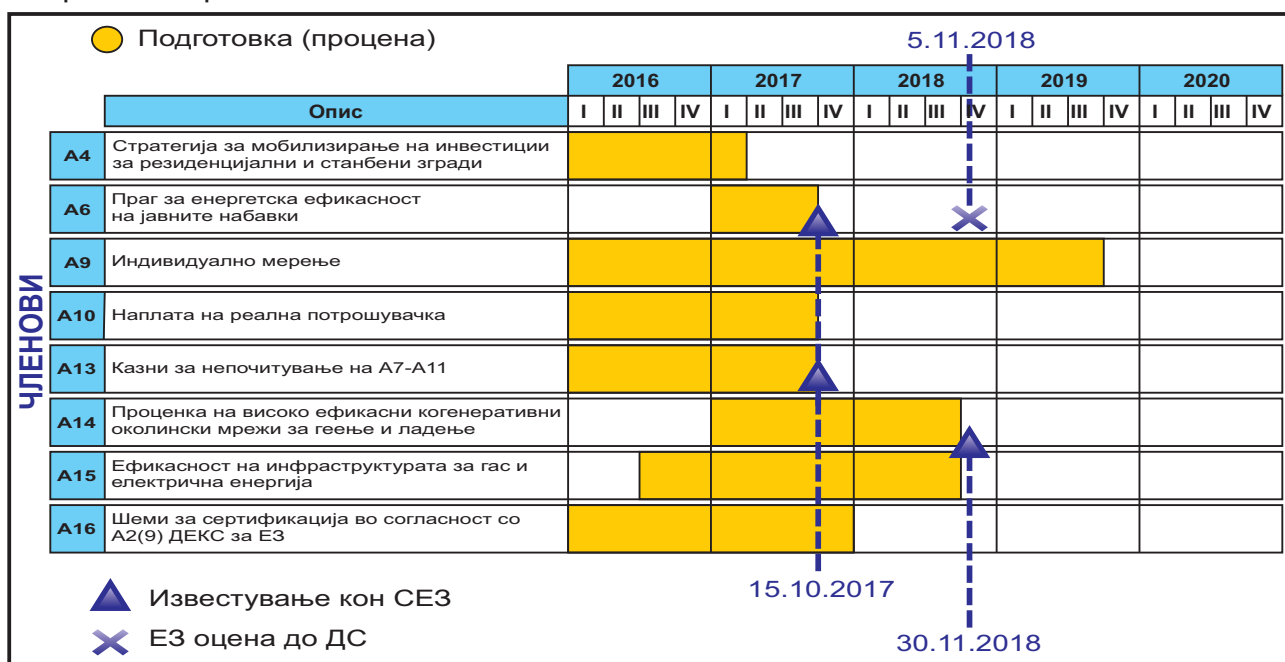 Подготовка (процена)
5.11.2018
2016 2017 2018 2019 2020
Опис I II III IV I II III IV I II III IV I II III IV I II III IV
ЧЛЕНОВИ
A4 Стратегија за мобилизирање на инвестиции
за резиденцијални и станбени згради
A6 Праг за енергетска ефикасност
на јавните набавки
A9 Индивидуално мерење
A10 Наплата на реална потрошувачка
A13 Казни за непочитување на А7-А11
A14 Проценка на високо ефикасни когенеративни
околински мрежи за геење и ладење
A15 Ефикасност на инфраструктурата за гас и
електрична енергија
A16 Шеми за сертификација во согласност со
А2(9) ДЕКС за ЕЗ
Известување кон СЕЗ
15.10.2017
ЕЗ оцена до ДС
30.11.2018